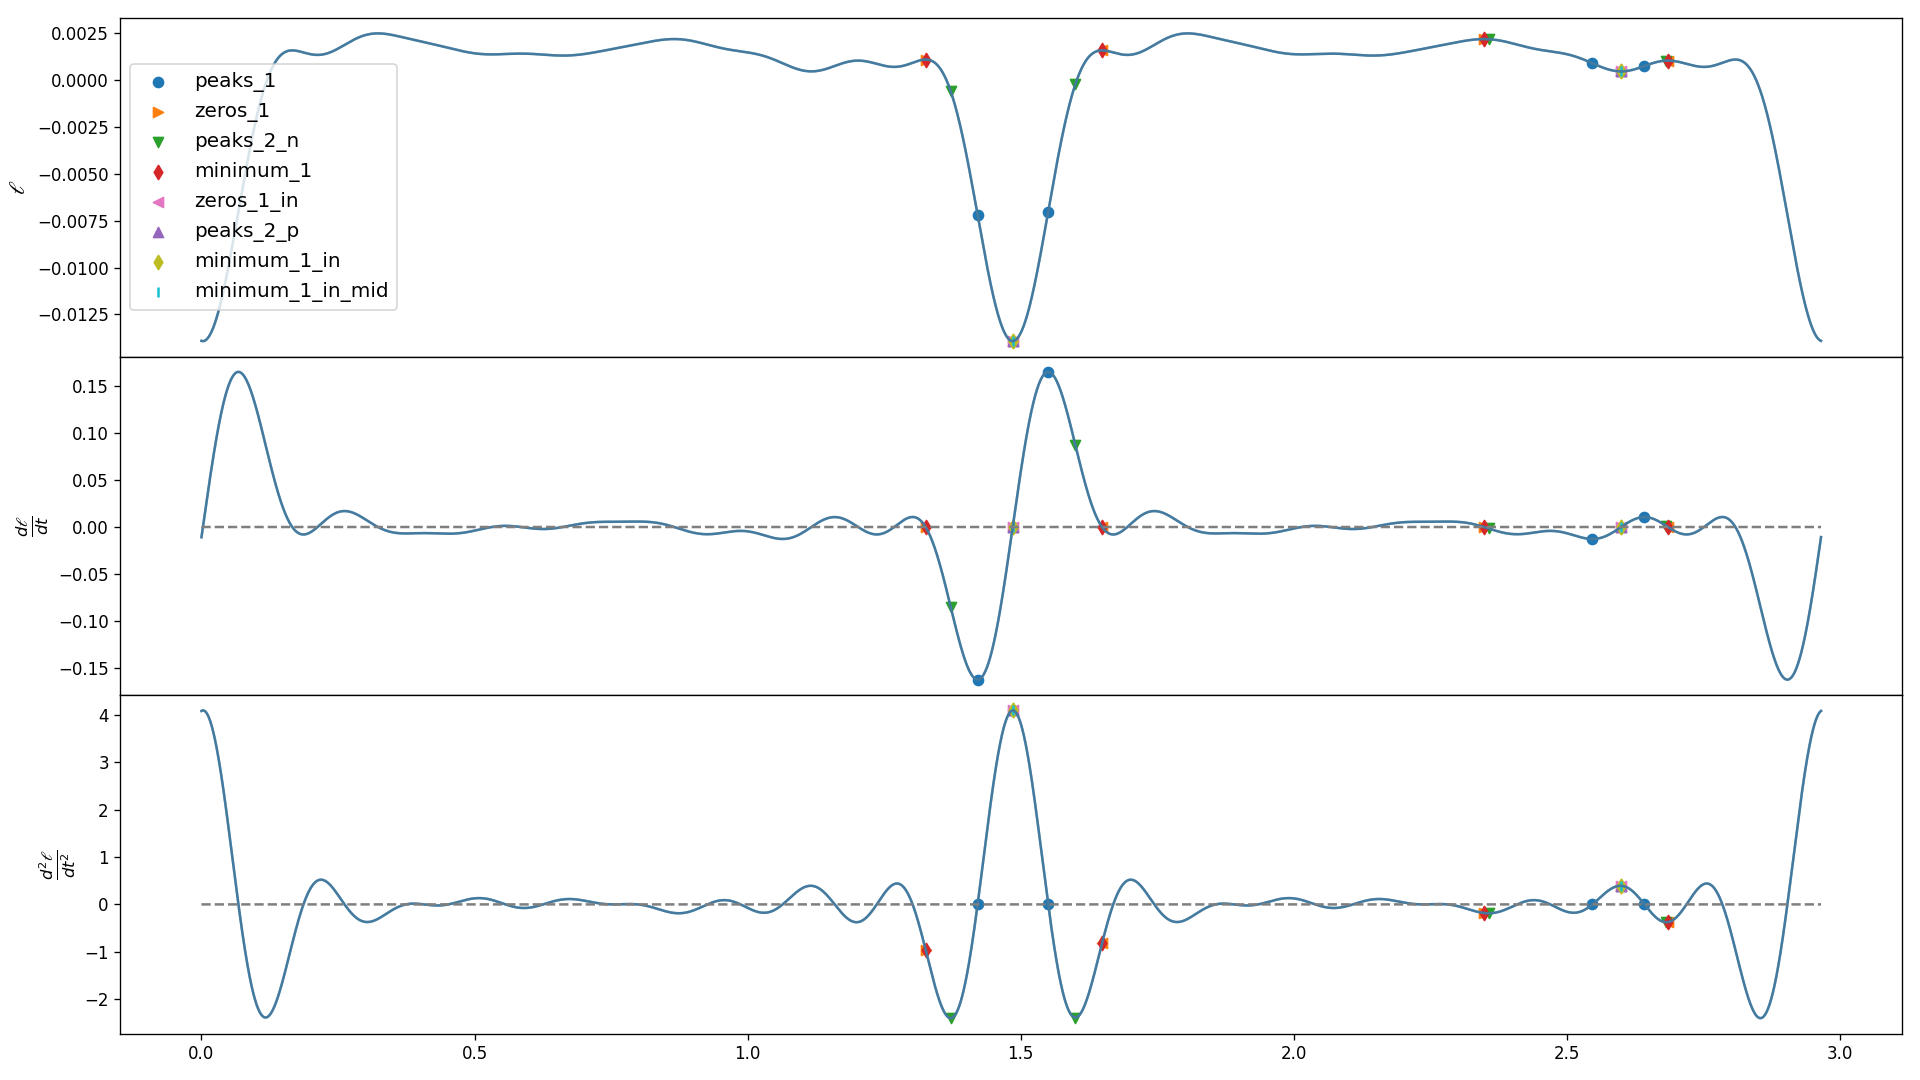 0.0025
0.0000
−0.0025
−0.0050
−0.0075
−0.0100
−0.0125
ℓ
peaks_1
zeros_1
peaks_2_n
minimum_1
zeros_1_in
peaks_2_p
minimum_1_in
minimum_1_in_mid
0.15
0.10
0.05
0.00
−0.05
−0.10
−0.15
dℓ
dt
4
3
2
1
0
−1
−2
d²ℓ
dt²
0.0 0.5 1.0 1.5 2.0 2.5 3.0